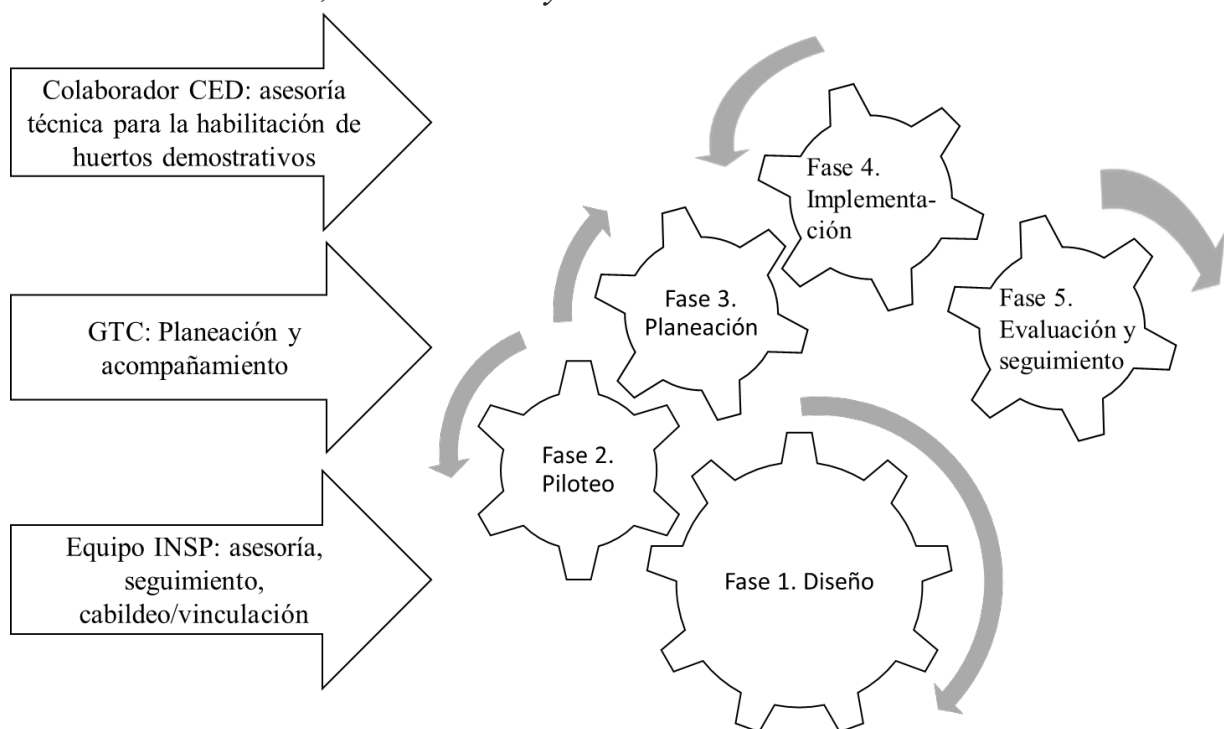 Colaborador CED: asesoría
técnica para la habilitación de
huertos demostrativos
GTC: Planeación y
acompañamiento
Equipo INSP: asesoría,
seguimiento,
cabildeo/vinculación
Fase 4.
Implementa-
ción
Fase 3.
Planeación
Fase 5.
Evaluación y
seguimiento
Fase 2.
Piloteo
Fase 1. Diseño